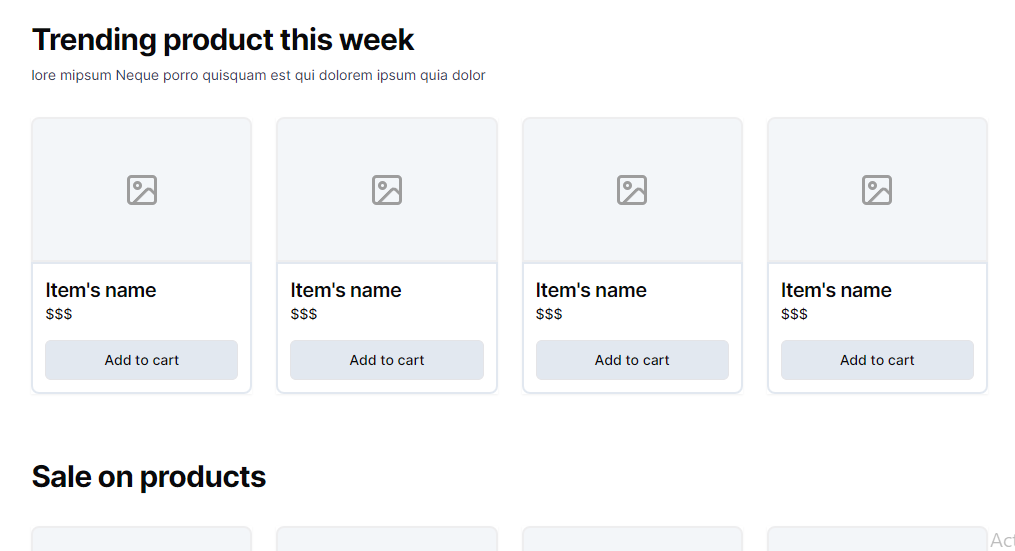 Trending product this week
lore mipsum Neque porro quisquam est qui dolorem ipsum quia dolor
Item's name
$$$
Add to cart
Item's name
$$$
Add to cart
Item's name
$$$
Add to cart
Item's name
$$$
Add to cart
Sale on products
Act